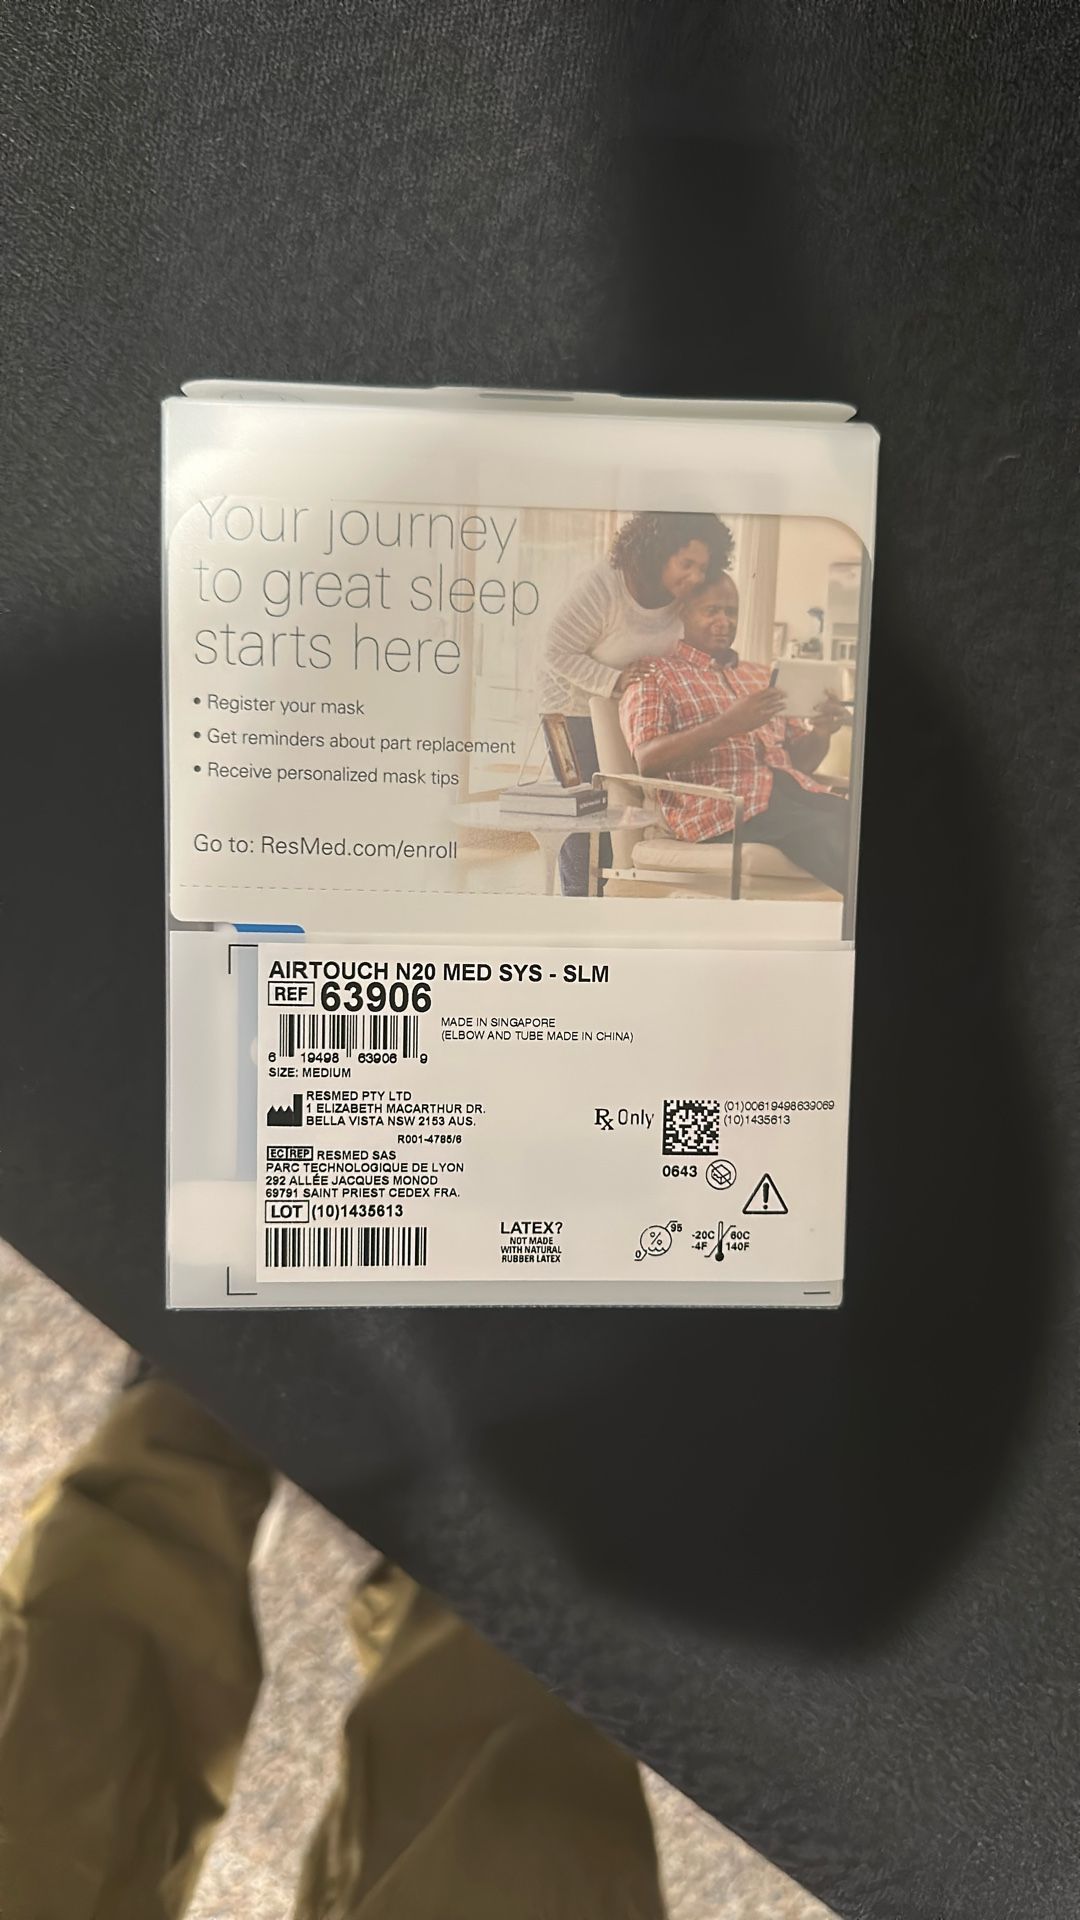 Your journey
to great sleep
starts here
• Register your mask
• Get reminders about part replacement
• Receive personalized mask tips
Go to: ResMed.com/enroll
AIRTOUCH N20 MED SYS - SLM
REF 63906
MADE IN SINGAPORE
(ELBOW AND TUBE MADE IN CHINA)
6 19498 63906 9
SIZE: MEDIUM
RESMED PTY LTD
1 ELIZABETH MACARTHUR DR.
BELLA VISTA NSW 2153 AUS.
R001-4785/6
EC REP RESMED SAS
PARC TECHNOLOGIQUE DE LYON
292 ALLÉE JACQUES MONOD
69791 SAINT PRIEST CEDEX FRA.
LOT (10)1435613
Rx Only
(01)00619498639069
(10)1435613
0643
LATEX?
NOT MADE
WITH NATURAL
RUBBER LATEX
0 % 95
-20C 60C
-4F 140F